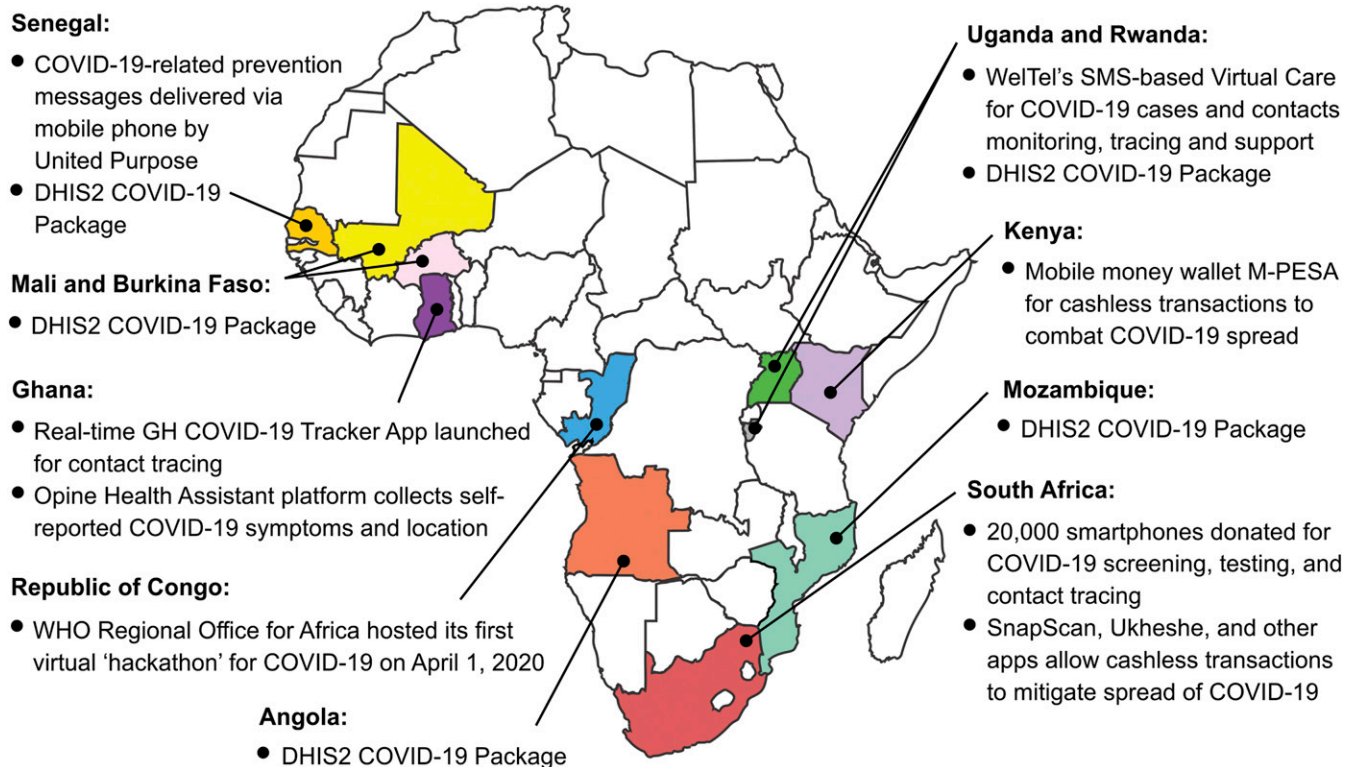 Senegal:
● COVID-19-related prevention
messages delivered via
mobile phone by
United Purpose
● DHIS2 COVID-19
Package
Mali and Burkina Faso:
● DHIS2 COVID-19 Package
Ghana:
● Real-time GH COVID-19 Tracker App launched
for contact tracing
● Opine Health Assistant platform collects self-
reported COVID-19 symptoms and location
Republic of Congo:
● WHO Regional Office for Africa hosted its first
virtual ‘hackathon’ for COVID-19 on April 1, 2020
Angola:
● DHIS2 COVID-19 Package
Uganda and Rwanda:
● WelTel’s SMS-based Virtual Care
for COVID-19 cases and contacts
monitoring, tracing and support
● DHIS2 COVID-19 Package
Kenya:
● Mobile money wallet M-PESA
for cashless transactions to
combat COVID-19 spread
Mozambique:
● DHIS2 COVID-19 Package
South Africa:
● 20,000 smartphones donated for
COVID-19 screening, testing, and
contact tracing
● SnapScan, Ukheshe, and other
apps allow cashless transactions
to mitigate spread of COVID-19